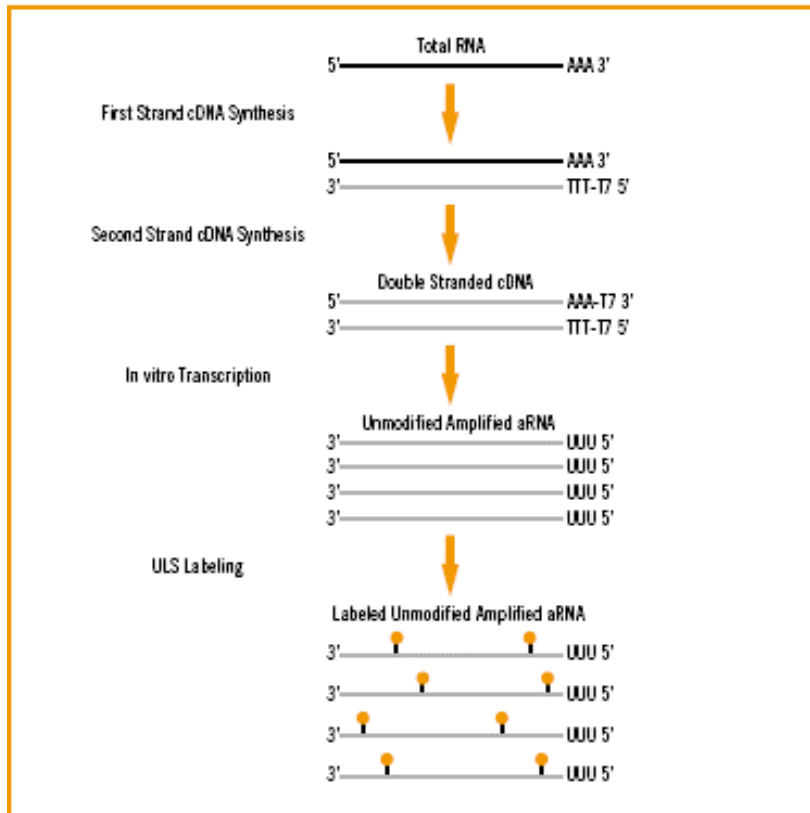 Total RNA
5' AAA 3'
First Strand cDNA Synthesis
5' AAA 3'
3' TTT-T7 5'
Second Strand cDNA Synthesis
Double Stranded cDNA
5' AAA-T7 3'
3' TTT-T7 5'
In vitro Transcription
Unmodified Amplified aRNA
3' UUU 5'
3' UUU 5'
3' UUU 5'
3' UUU 5'
ULS Labeling
Labeled Unmodified Amplified aRNA
3' UUU 5'
3' UUU 5'
3' UUU 5'
3' UUU 5'